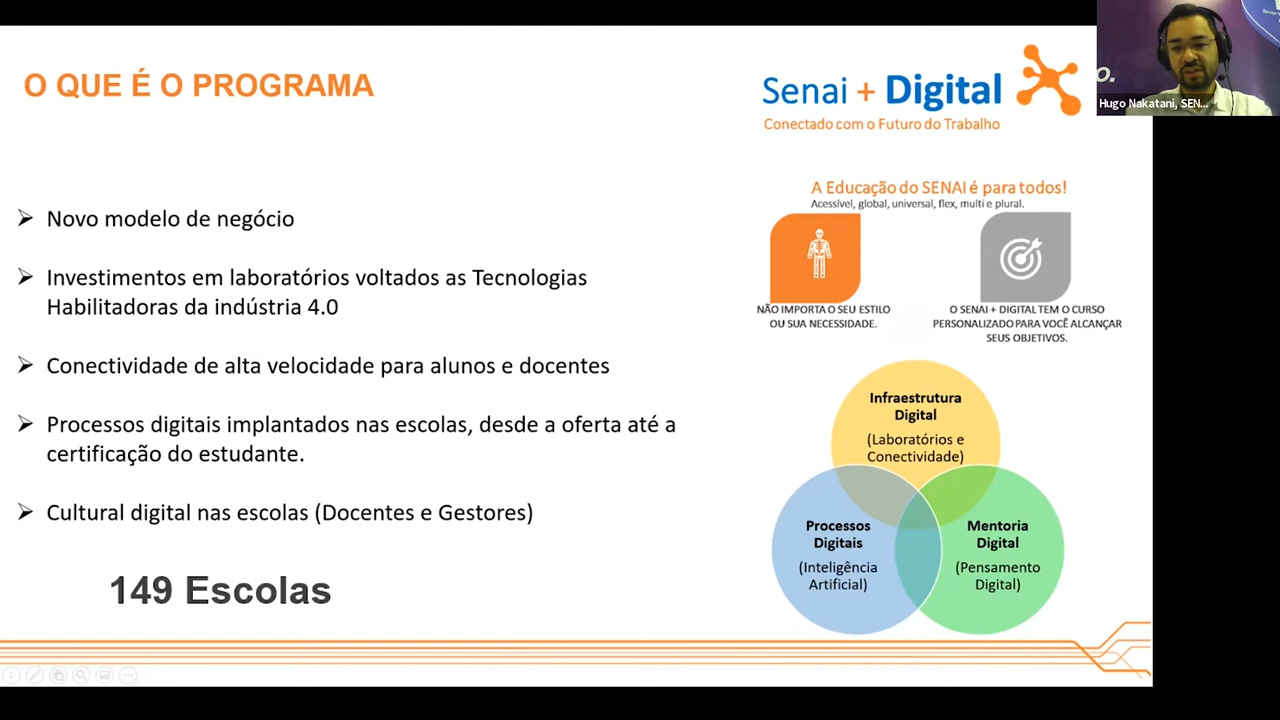 O QUE É O PROGRAMA
Senai + Digital
Conectado com o Futuro do Trabalho
o.
Hugo Nakatani, SEN...
A Educação do SENAI é para todos!
Acessível, global, universal, flex, multi e plural.
NÃO IMPORTA O SEU ESTILO
OU SUA NECESSIDADE.
O SENAI + DIGITAL TEM O CURSO
PERSONALIZADO PARA VOCÊ ALCANÇAR
SEUS OBJETIVOS.
Novo modelo de negócio
Investimentos em laboratórios voltados as Tecnologias
Habilitadoras da indústria 4.0
Conectividade de alta velocidade para alunos e docentes
Processos digitais implantados nas escolas, desde a oferta até a
certificação do estudante.
Cultural digital nas escolas (Docentes e Gestores)
149 Escolas
Infraestrutura
Digital
(Laboratórios e
Conectividade)
Processos
Digitais
(Inteligência
Artificial)
Mentoria
Digital
(Pensamento
Digital)